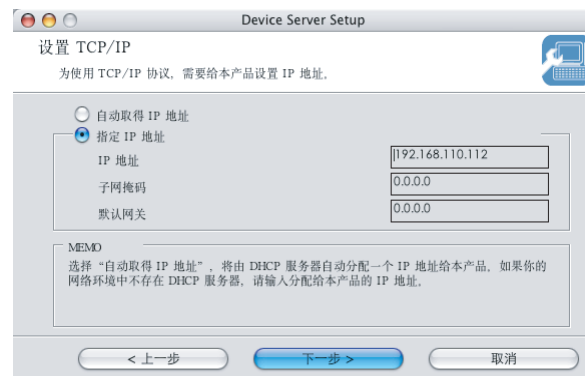 Device Server Setup
设置 TCP/IP
为使用 TCP/IP 协议, 需要给本产品设置 IP 地址.
自动取得 IP 地址
指定 IP 地址
IP 地址 192.168.110.112
子网掩码 0.0.0.0
默认网关 0.0.0.0
MEMO
选择 “自动取得 IP 地址” , 将由 DHCP 服务器自动分配一个 IP 地址给本产品, 如果你的
网络环境中不存在 DHCP 服务器, 请输入分配给本产品的 IP 地址.
< 上一步 下一步 > 取消